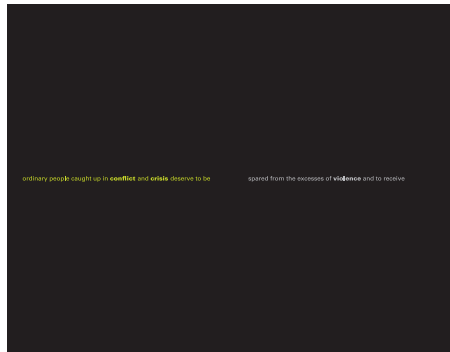 ordinary people caught up in conflict and crisis deserve to be
spared from the excesses of violence and to receive